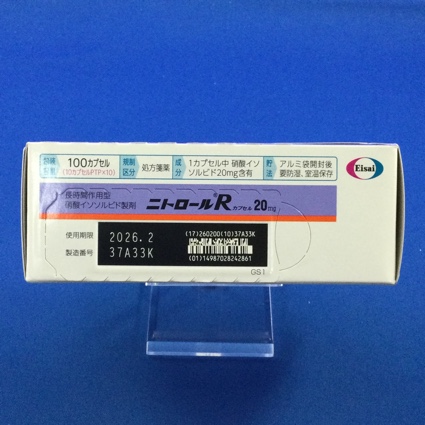 包装容量 100カプセル (10カプセルPTP×10)
規制区分 処方箋薬
成分 1カプセル中 硝酸イソソルビド20mg含有
貯法 アルミ袋開封後要防湿、室温保存
Eisai
長時間作用型
硝酸イソソルビド製剤
ニトロールRカプセル 20mg
使用期限 2026.2
製造番号 37A33K
(17)260200(10)37A33K
(01)14987028242861
GS1